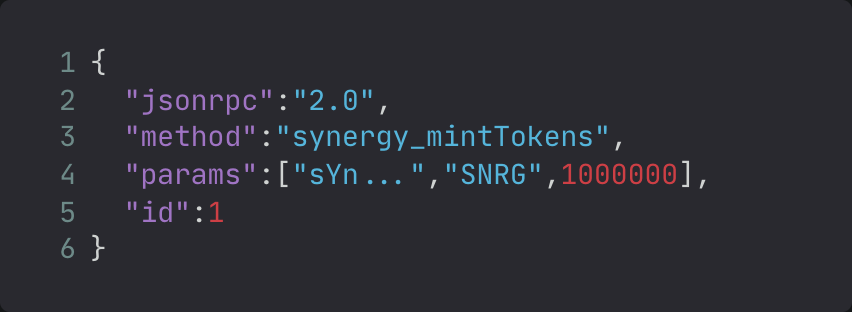 1 {
2   "jsonrpc":"2.0",
3   "method":"synergy_mintTokens",
4   "params":["sYn...","SNRG",1000000],
5   "id":1
6 }